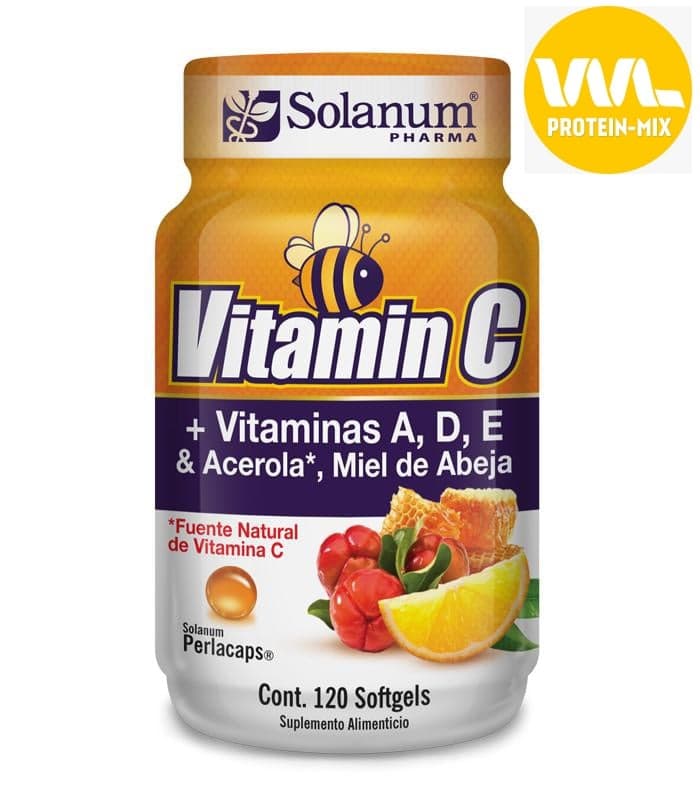 Solanum®
PHARMA
PROTEIN-MIX
Vitamin C
+ Vitaminas A, D, E
& Acerola*, Miel de Abeja
*Fuente Natural
de Vitamina C
Solanum
Perlacaps®
Cont. 120 Softgels
Suplemento Alimenticio